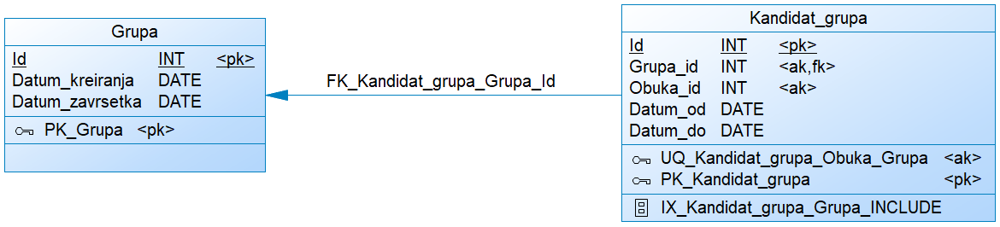 Grupa
Id INT <pk>
Datum_kreiranja DATE
Datum_zavrsetka DATE
PK_Grupa <pk>
FK_Kandidat_grupa_Grupa_Id
Kandidat_grupa
Id INT <pk>
Grupa_id INT <ak,fk>
Obuka_id INT <ak>
Datum_od DATE
Datum_do DATE
UQ_Kandidat_grupa_Obuka_Grupa <ak>
PK_Kandidat_grupa <pk>
IX_Kandidat_grupa_Grupa_INCLUDE